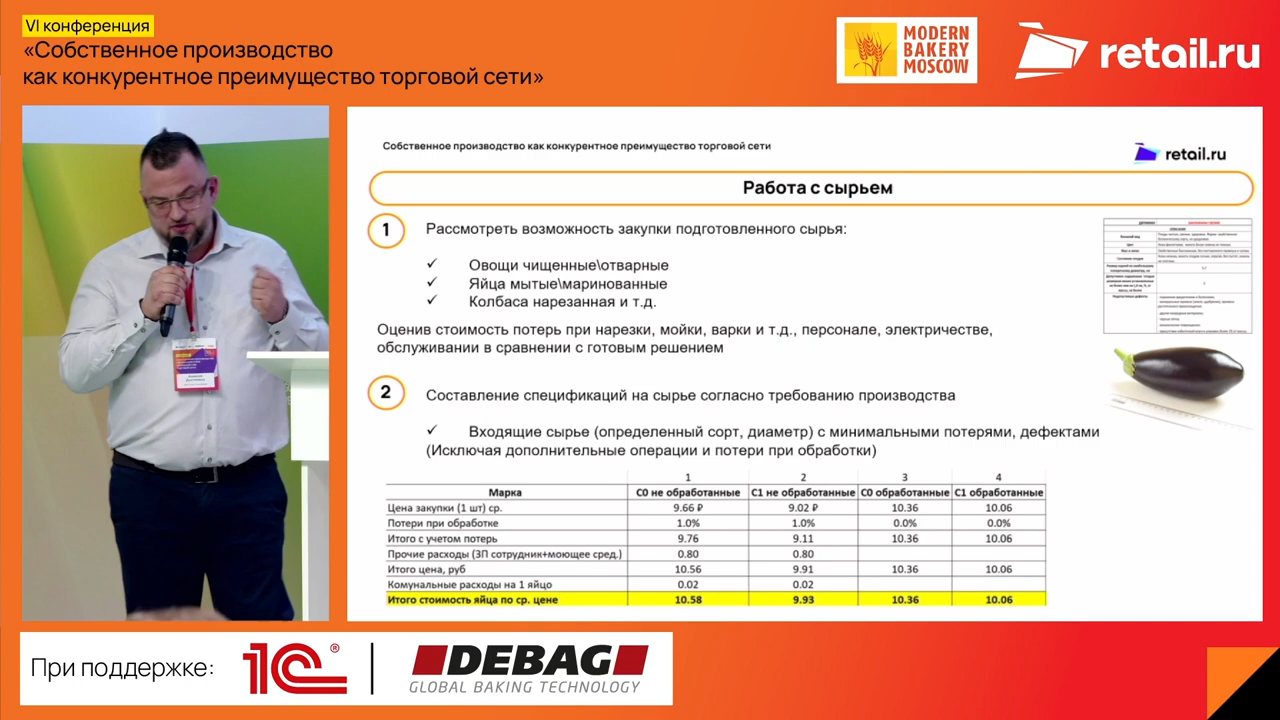 VI конференция
«Собственное производство
как конкурентное преимущество торговой сети»
MODERN
BAKERY
MOSCOW
retail.ru
Собственное производство как конкурентное преимущество торговой сети
retail.ru
Работа с сырьем
1 Рассмотреть возможность закупки подготовленного сырья:
✓ Овощи чищенные\отварные
✓ Яйца мытые\маринованные
✓ Колбаса нарезанная и т.д.
Оценив стоимость потерь при нарезки, мойки, варки и т.д., персонале, электричестве,
обслуживании в сравнении с готовым решением
2 Составление спецификаций на сырье согласно требованию производства
✓ Входящие сырье (определенный сорт, диаметр) с минимальными потерями, дефектами
(Исключая дополнительные операции и потери при обработки)
1 2 3 4
Марка С0 не обработанные С1 не обработанные С0 обработанные С1 обработанные
Цена закупки (1 шт) ср. 9.66 ₽ 9.02 ₽ 10.36 10.06
Потери при обработке 1.0% 1.0% 0.0% 0.0%
Итого с учетом потерь 9.76 9.11 10.36 10.06
Прочие расходы (ЗП сотрудник+моющее сред.) 0.80 0.80
Итого цена, руб 10.56 9.91 10.36 10.06
Комунальные расходы на 1 яйцо 0.02 0.02
Итого стоимость яйца по ср. цене 10.58 9.93 10.36 10.06
При поддержке:
1С®
DEBAG
GLOBAL BAKING TECHNOLOGY